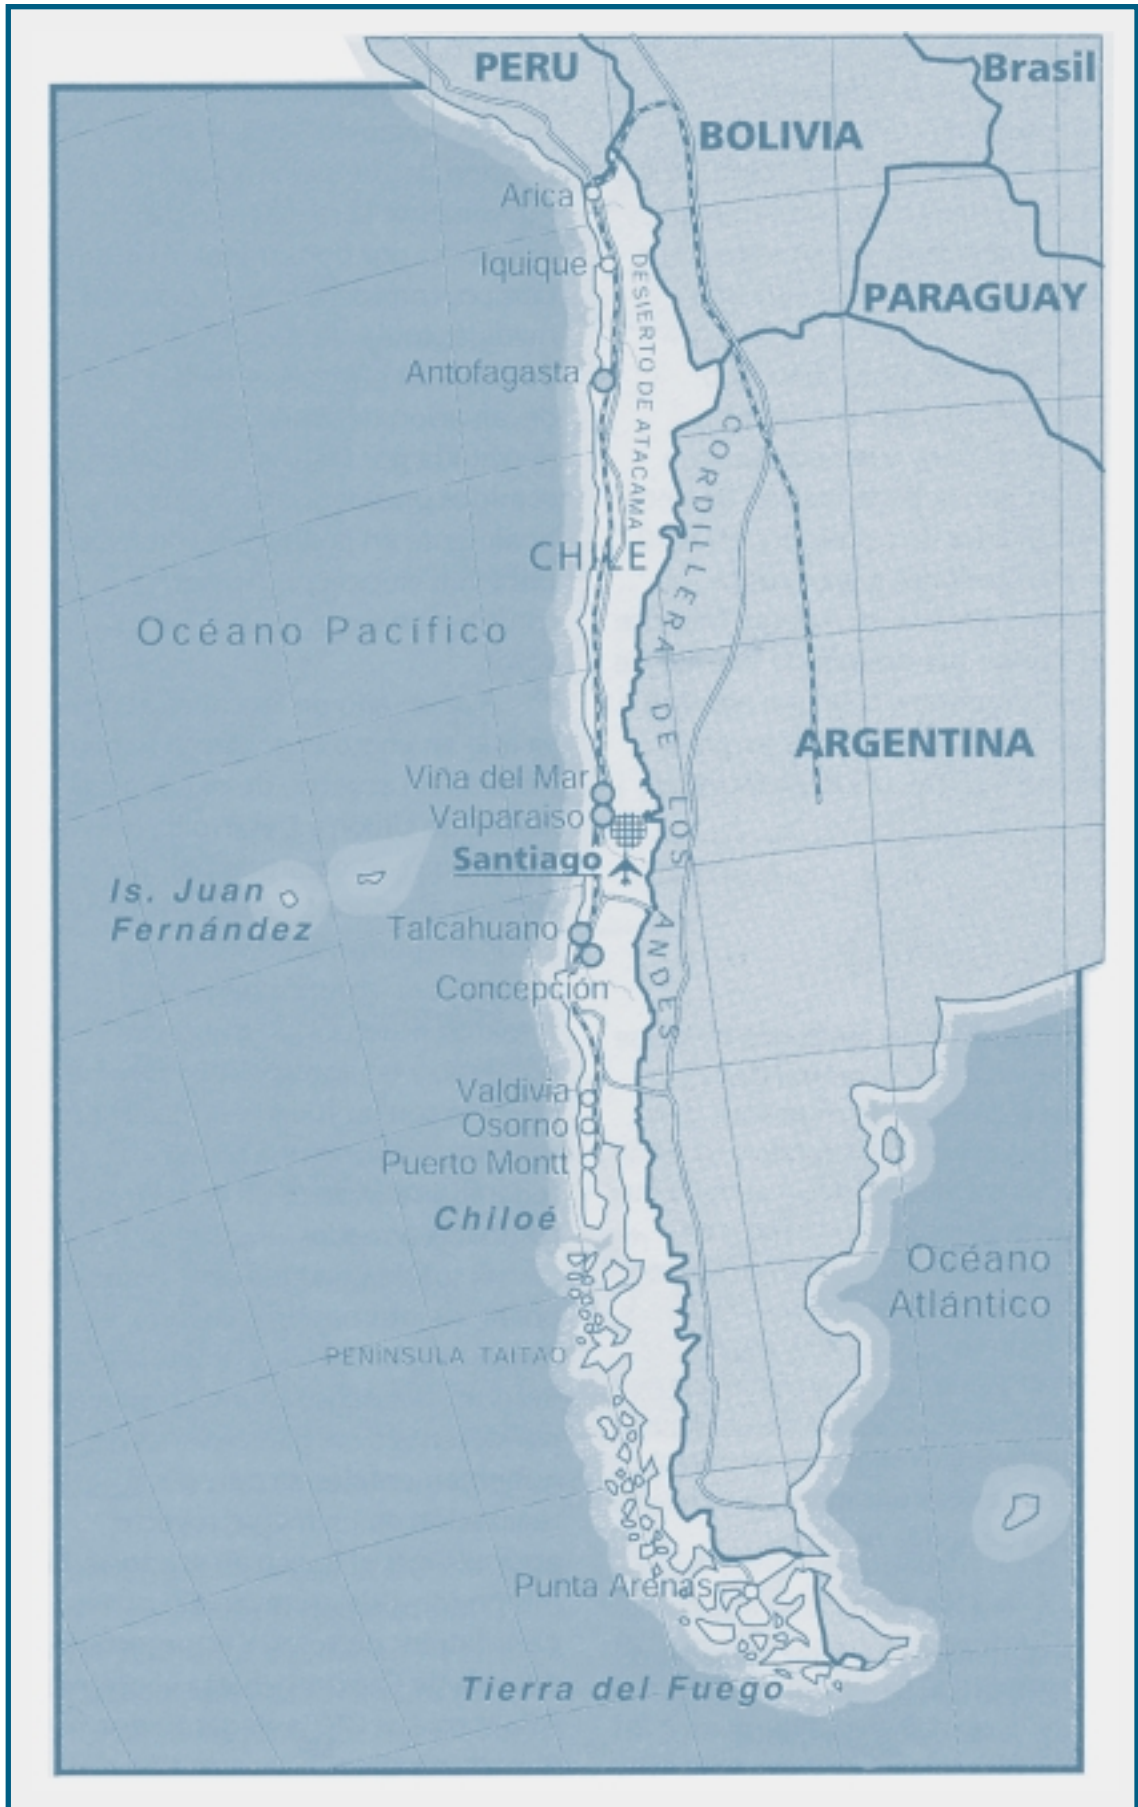 PERU
Brasil
BOLIVIA
Arica
Iquique
PARAGUAY
DESIERTO DE ATACAMA
Antofagasta
CORDILLERA DE LOS ANDES
CHILE
Océano Pacífico
ARGENTINA
Viña del Mar
Valparaiso
Santiago
Is. Juan
Fernández
Talcahuano
Concepción
Valdivia
Osorno
Puerto Montt
Chiloé
Océano
Atlántico
PENINSULA TAITAO
Punta Arenas
Tierra del Fuego